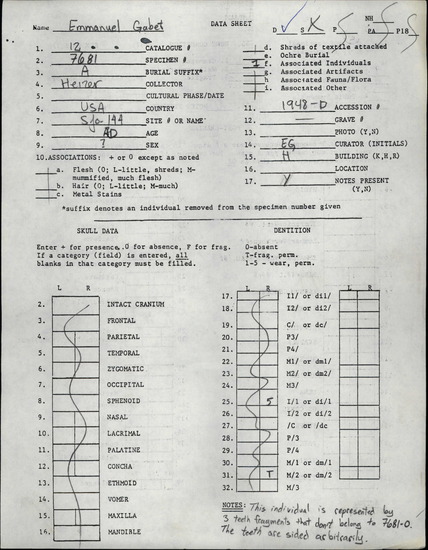 Name Emmanuel Gabet
DATA SHEET
D S K P
NH
PA PIS
1. 12 CATALOGUE #
2. 7681 SPECIMEN #
3. A BURIAL SUFFIX*
4. Heizer COLLECTOR
5. CULTURAL PHASE/DATE
6. USA COUNTRY
7. Sjo-144 SITE # OR NAME
8. AD AGE
9. ? SEX
d. Shreds of textile attached
e. Ochre Burial
f. Associated Individuals
g. Associated Artifacts
h. Associated Fauna/Flora
i. Associated Other
11. 1948-D ACCESSION #
12. GRAVE #
13. PHOTO (Y,N)
14. EG CURATOR (INITIALS)
15. H BUILDING (K,H,R)
16. LOCATION
17. Y NOTES PRESENT
(Y,N)
10. ASSOCIATIONS: + or 0 except as noted
a. Flesh (0; L-little, shreds; M-
mummified, much flesh)
b. Hair (0; L-little; M-much)
c. Metal Stains
*suffix denotes an individual removed from the specimen number given
SKULL DATA
Enter + for presence, 0 for absence, F for frag.
If a category (field) is entered, all
blanks in that category must be filled.
DENTITION
0-absent
T-frag. perm.
1-5 - wear, perm.
L R
2. INTACT CRANIUM
3. FRONTAL
4. PARIETAL
5. TEMPORAL
6. ZYGOMATIC
7. OCCIPITAL
8. SPHENOID
9. NASAL
10. LACRIMAL
11. PALATINE
12. CONCHA
13. ETHMOID
14. VOMER
15. MAXILLA
16. MANDIBLE
L R
17. I1/ or di1/
18. I2/ or di2/
19. C/ or dc/
20. P3/
21. P4/
22. M1/ or dm1/
23. M2/ or dm2/
24. M3/
25. 5 I/1 or di/1
26. I/2 or di/2
27. /C or /dc
28. P/3
29. P/4
30. M/1 or dm/1
31. T M/2 or dm/2
32. M/3
NOTES: This individual is represented by
3 teeth fragments that don't belong to 7681-0.
The teeth are sided arbitrarily.